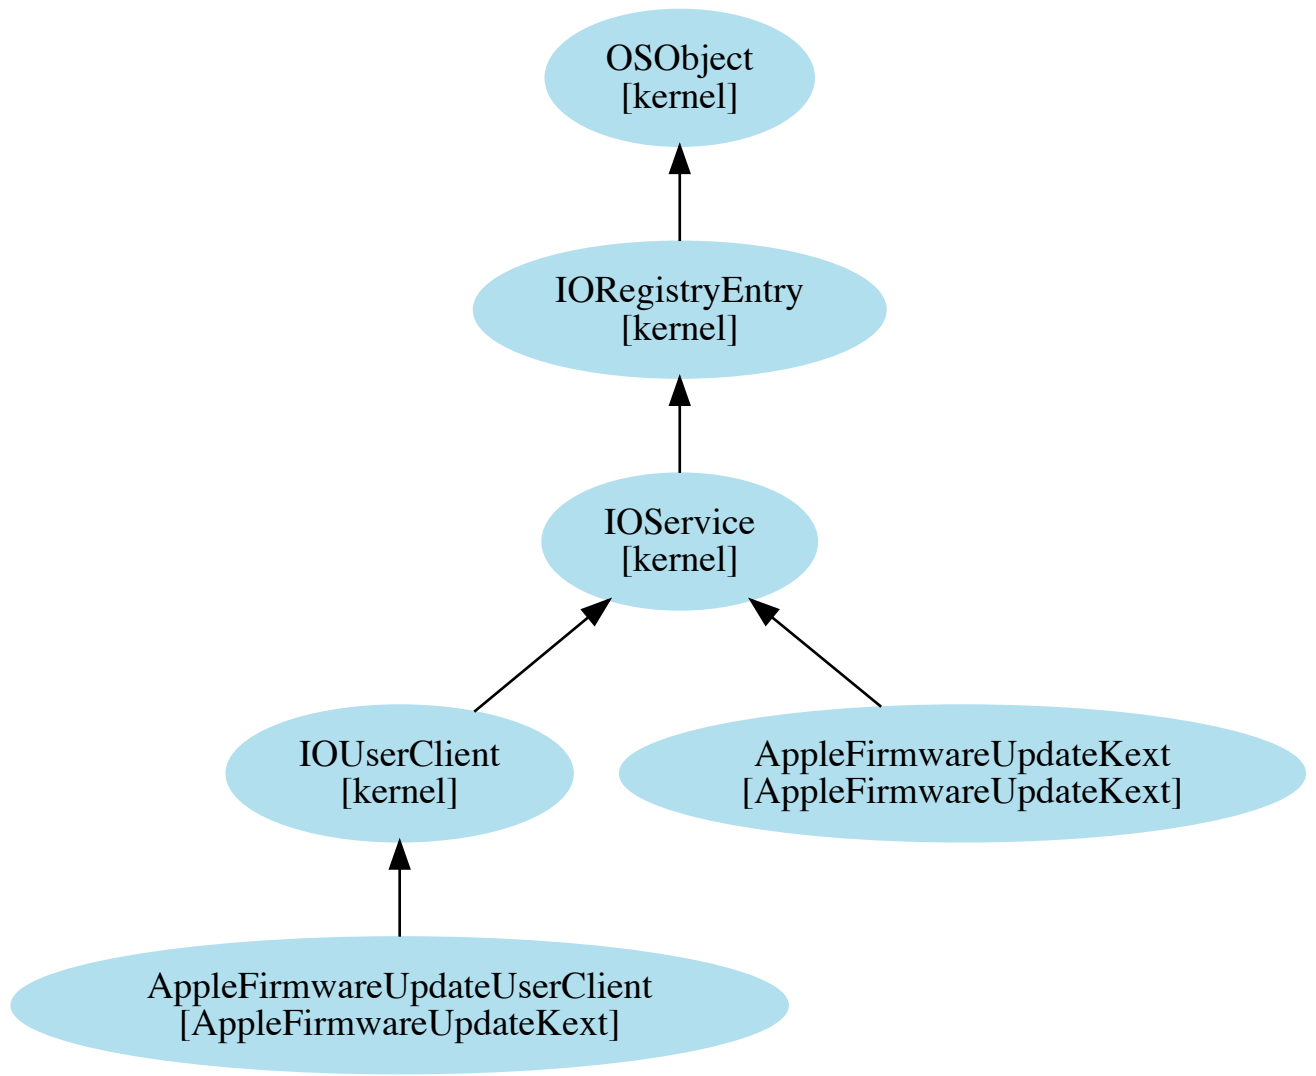 OSObject
[kernel]
IORegistryEntry
[kernel]
IOService
[kernel]
IOUserClient
[kernel]
AppleFirmwareUpdateKext
[AppleFirmwareUpdateKext]
AppleFirmwareUpdateUserClient
[AppleFirmwareUpdateKext]